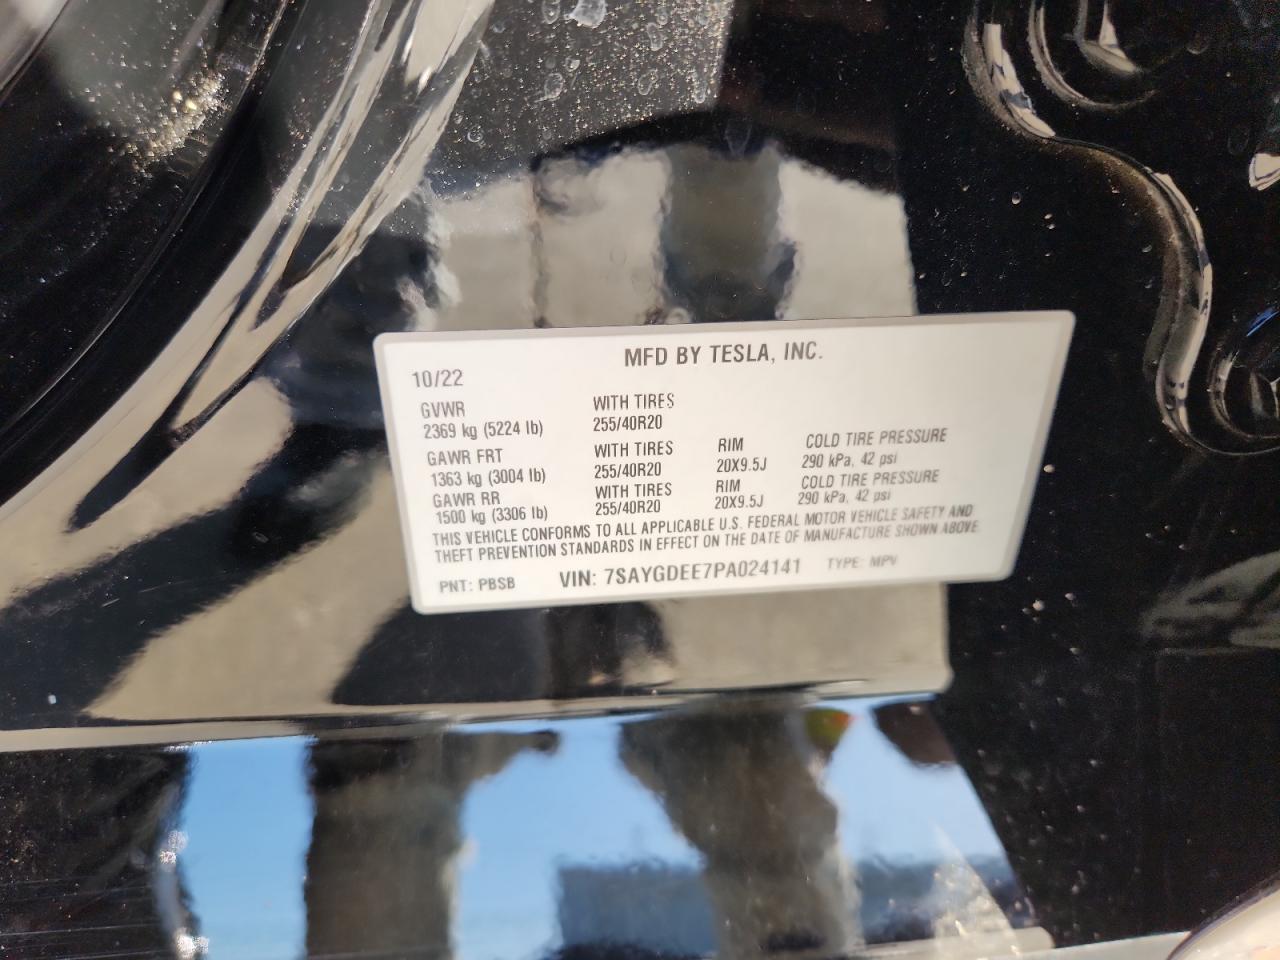 MFD BY TESLA, INC.
10/22
GVWR WITH TIRES
2369 kg (5224 lb) 255/40R20
GAWR FRT WITH TIRES RIM COLD TIRE PRESSURE
1363 kg (3004 lb) 255/40R20 20X9.5J 290 kPa, 42 psi
GAWR RR WITH TIRES RIM COLD TIRE PRESSURE
1500 kg (3306 lb) 255/40R20 20X9.5J 290 kPa, 42 psi
THIS VEHICLE CONFORMS TO ALL APPLICABLE U.S. FEDERAL MOTOR VEHICLE SAFETY AND
THEFT PREVENTION STANDARDS IN EFFECT ON THE DATE OF MANUFACTURE SHOWN ABOVE
PNT: PBSB VIN: 7SAYGDEE7PA024141 TYPE: MPV